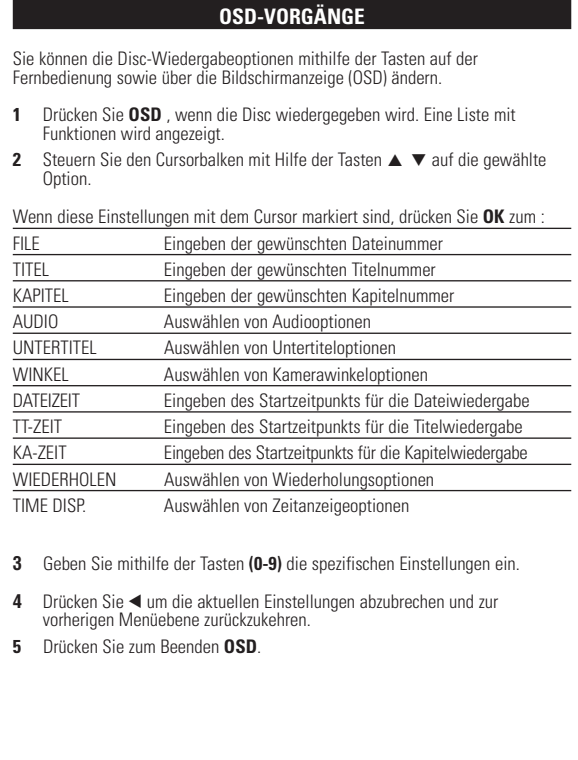 OSD-VORGÄNGE
Sie können die Disc-Wiedergabeoptionen mithilfe der Tasten auf der
Fernbedienung sowie über die Bildschirmanzeige (OSD) ändern.
1 Drücken Sie OSD , wenn die Disc wiedergegeben wird. Eine Liste mit
Funktionen wird angezeigt.
2 Steuern Sie den Cursorbalken mit Hilfe der Tasten ▲ ▼ auf die gewählte
Option.
Wenn diese Einstellungen mit dem Cursor markiert sind, drücken Sie OK zum :
FILE Eingeben der gewünschten Dateinummer
TITEL Eingeben der gewünschten Titelnummer
KAPITEL Eingeben der gewünschten Kapitelnummer
AUDIO Auswählen von Audiooptionen
UNTERTITEL Auswählen von Untertiteloptionen
WINKEL Auswählen von Kamerawinkeloptionen
DATEIZEIT Eingeben des Startzeitpunkts für die Dateiwiedergabe
TT-ZEIT Eingeben des Startzeitpunkts für die Titelwiedergabe
KA-ZEIT Eingeben des Startzeitpunkts für die Kapitelwiedergabe
WIEDERHOLEN Auswählen von Wiederholungsoptionen
TIME DISP. Auswählen von Zeitanzeigeoptionen
3 Geben Sie mithilfe der Tasten (0-9) die spezifischen Einstellungen ein.
4 Drücken Sie ◀ um die aktuellen Einstellungen abzubrechen und zur
vorherigen Menüebene zurückzukehren.
5 Drücken Sie zum Beenden OSD.